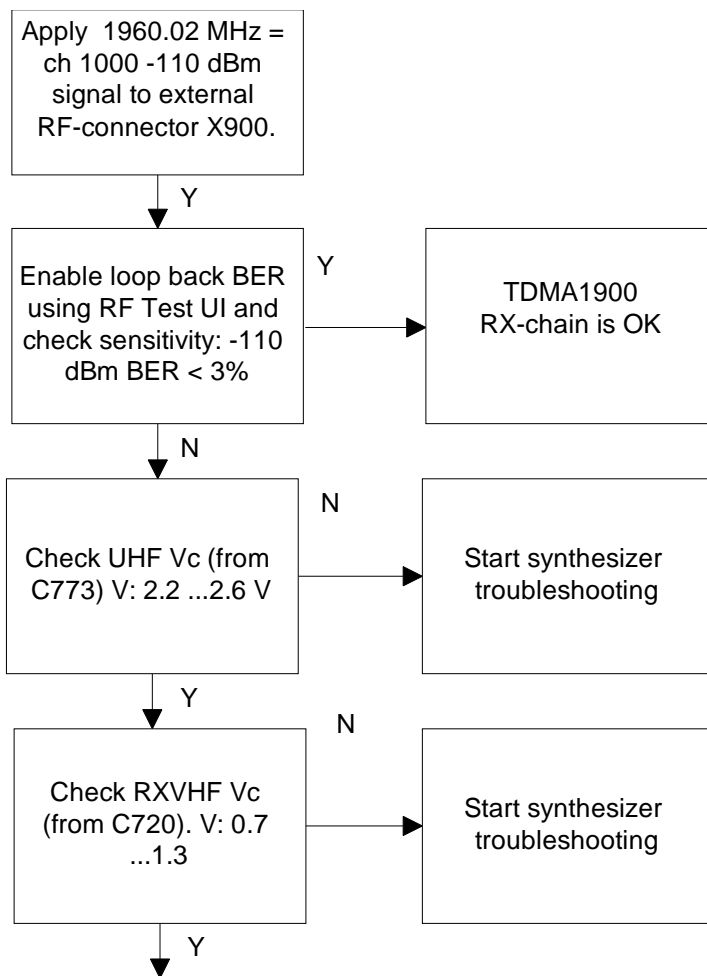 Apply 1960.02 MHz =
ch 1000 -110 dBm
signal to external
RF-connector X900.
Y
Enable loop back BER
using RF Test UI and
check sensitivity: -110
dBm BER < 3%
Y
TDMA1900
RX-chain is OK
N
Check UHF Vc (from
C773) V: 2.2 ...2.6 V
N
Start synthesizer
troubleshooting
Y
Check RXVHF Vc
(from C720). V: 0.7
...1.3
N
Start synthesizer
troubleshooting
Y